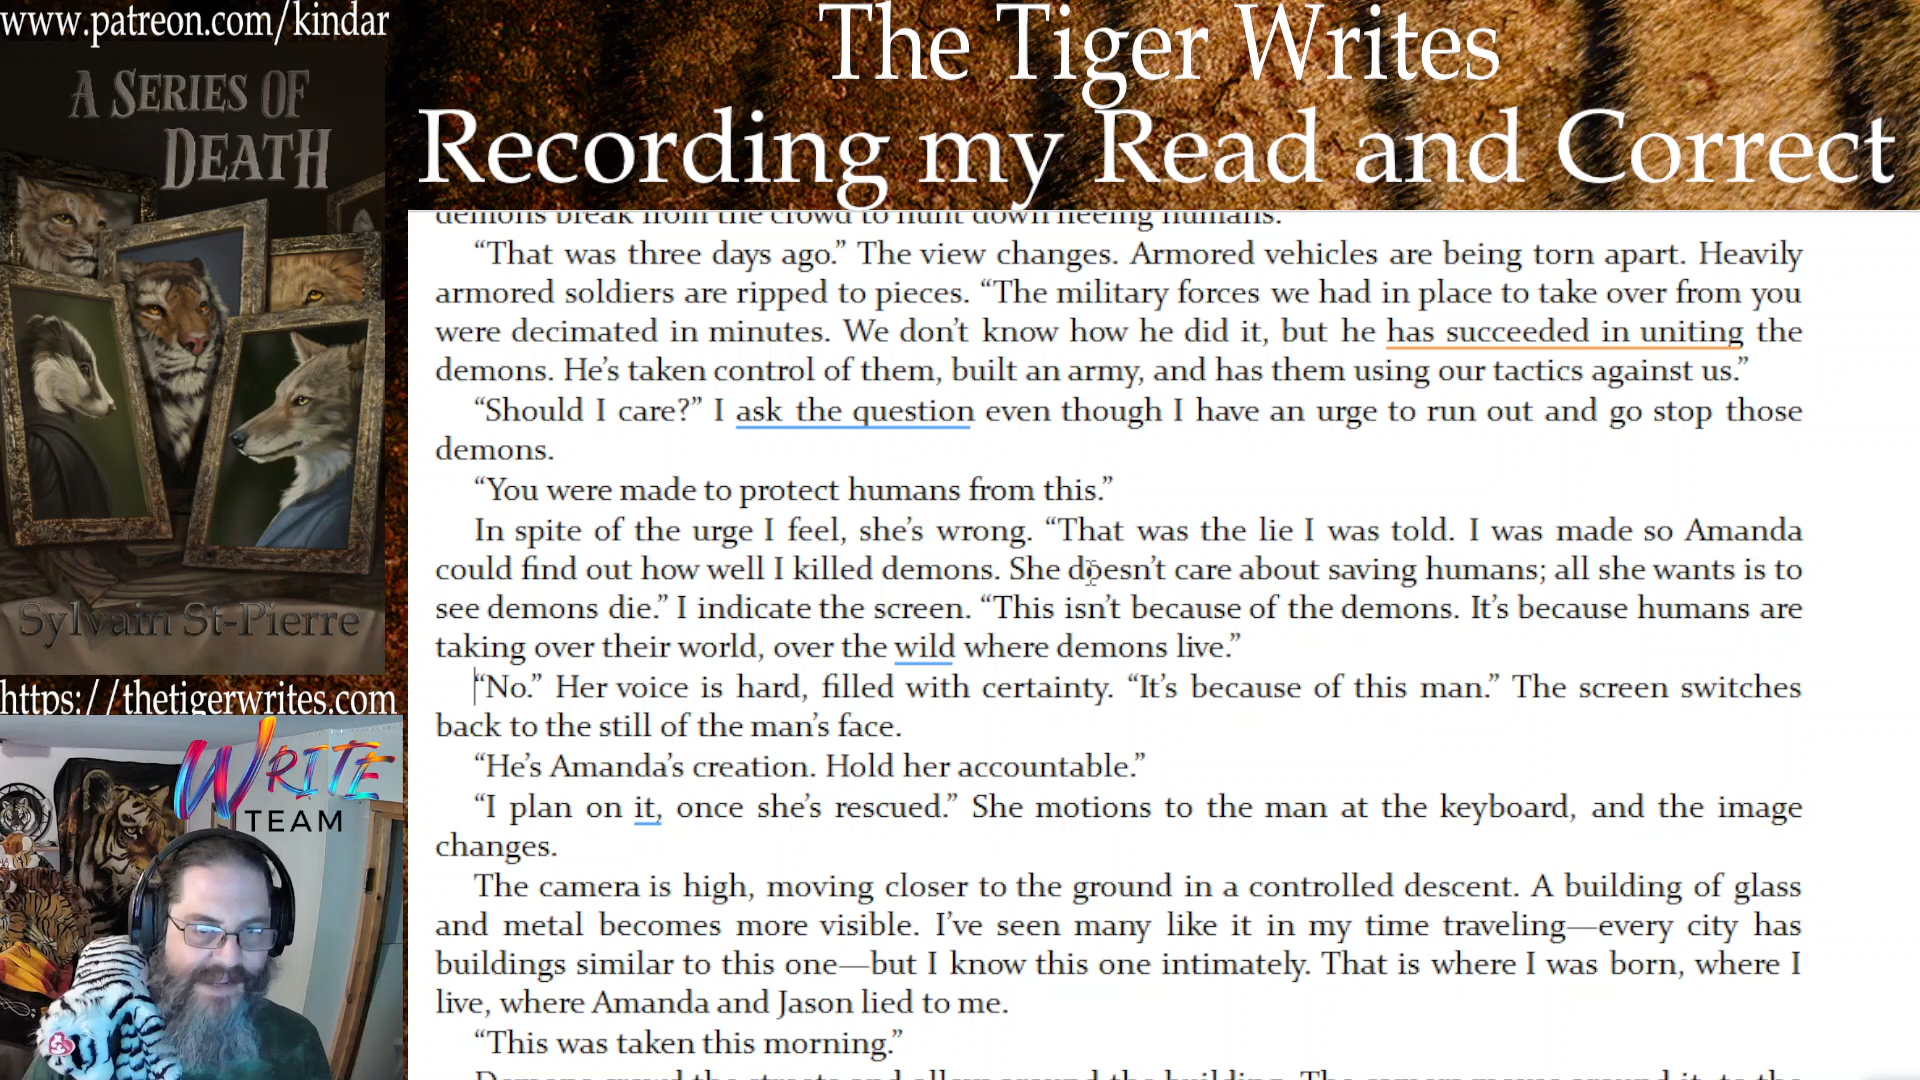 www.patreon.com/kindar
A SERIES OF
DEATH
Sylvain St-Pierre
https://thetigerwrites.com
WRITE
TEAM
The Tiger Writes
Recording my Read and Correct
demons break from the crowd to hunt down fleeing humans.
“That was three days ago.” The view changes. Armored vehicles are being torn apart. Heavily
armored soldiers are ripped to pieces. “The military forces we had in place to take over from you
were decimated in minutes. We don’t know how he did it, but he has succeeded in uniting the
demons. He’s taken control of them, built an army, and has them using our tactics against us.”
“Should I care?” I ask the question even though I have an urge to run out and go stop those
demons.
“You were made to protect humans from this.”
In spite of the urge I feel, she’s wrong. “That was the lie I was told. I was made so Amanda
could find out how well I killed demons. She doesn’t care about saving humans; all she wants is to
see demons die.” I indicate the screen. “This isn’t because of the demons. It’s because humans are
taking over their world, over the wild where demons live.”
“No.” Her voice is hard, filled with certainty. “It’s because of this man.” The screen switches
back to the still of the man’s face.
“He’s Amanda’s creation. Hold her accountable.”
“I plan on it, once she’s rescued.” She motions to the man at the keyboard, and the image
changes.
The camera is high, moving closer to the ground in a controlled descent. A building of glass
and metal becomes more visible. I’ve seen many like it in my time traveling—every city has
buildings similar to this one—but I know this one intimately. That is where I was born, where I
live, where Amanda and Jason lied to me.
“This was taken this morning.”